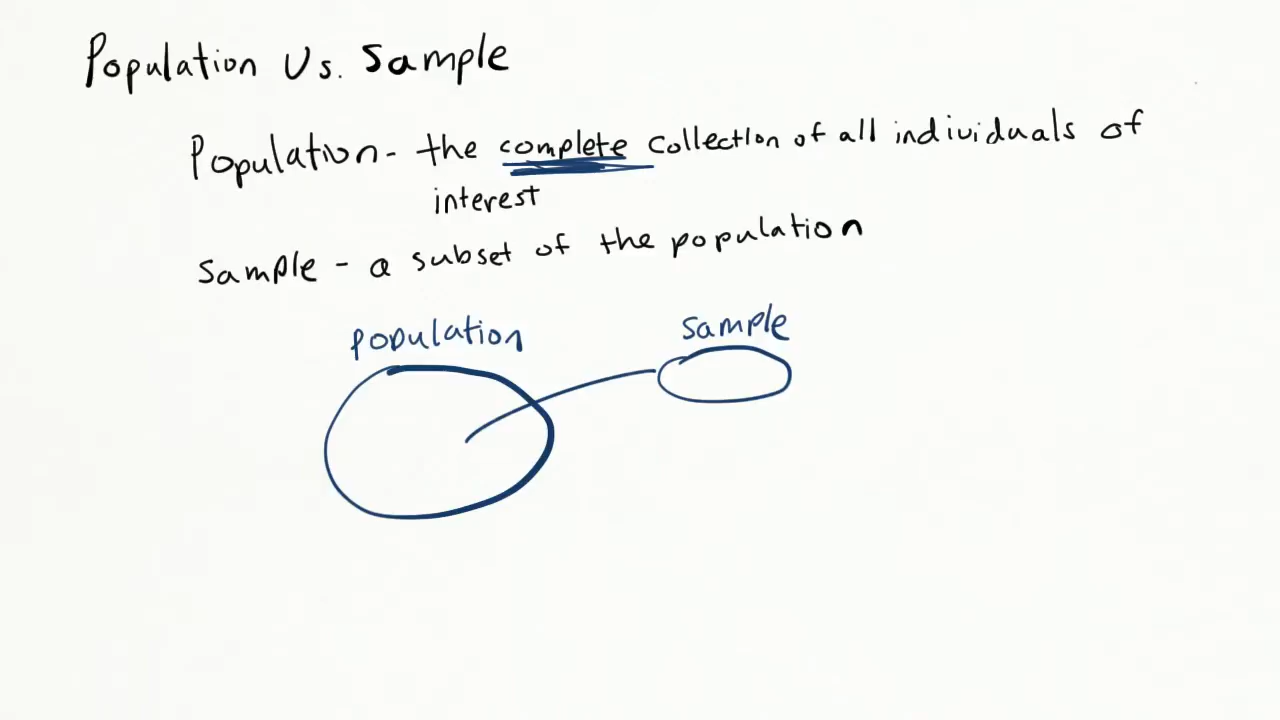 Population Vs. Sample
Population - the complete collection of all individuals of
interest
Sample - a subset of the population
population
sample